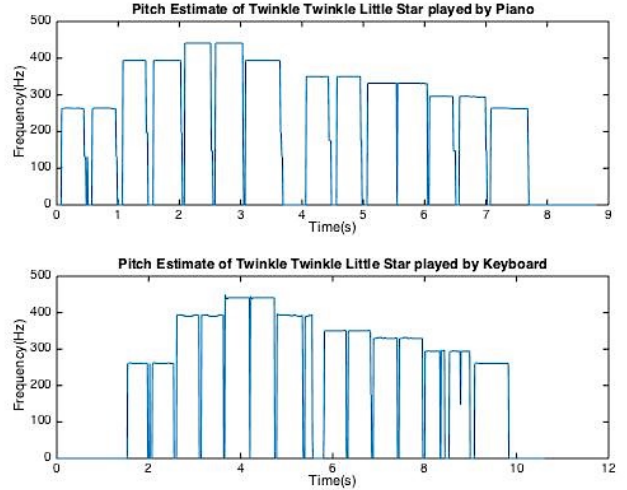 Pitch Estimate of Twinkle Twinkle Little Star played by Piano
500
400
300
200
100
0
Frequency(Hz)
0 1 2 3 4 5 6 7 8 9
Time(s)
Pitch Estimate of Twinkle Twinkle Little Star played by Keyboard
500
400
300
200
100
0
Frequency(Hz)
0 2 4 6 8 10 12
Time(s)